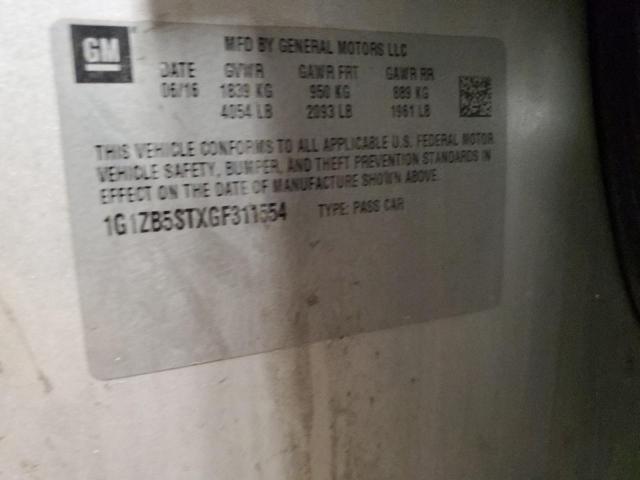 GM
MFD BY GENERAL MOTORS LLC
DATE GVWR GAWR FRT GAWR RR
06/16 1839 KG 950 KG 889 KG
4054 LB 2093 LB 1961 LB
THIS VEHICLE CONFORMS TO ALL APPLICABLE U.S. FEDERAL MOTOR
VEHICLE SAFETY, BUMPER, AND THEFT PREVENTION STANDARDS IN
EFFECT ON THE DATE OF MANUFACTURE SHOWN ABOVE.
1G1ZB5STXGF311554 TYPE: PASS CAR